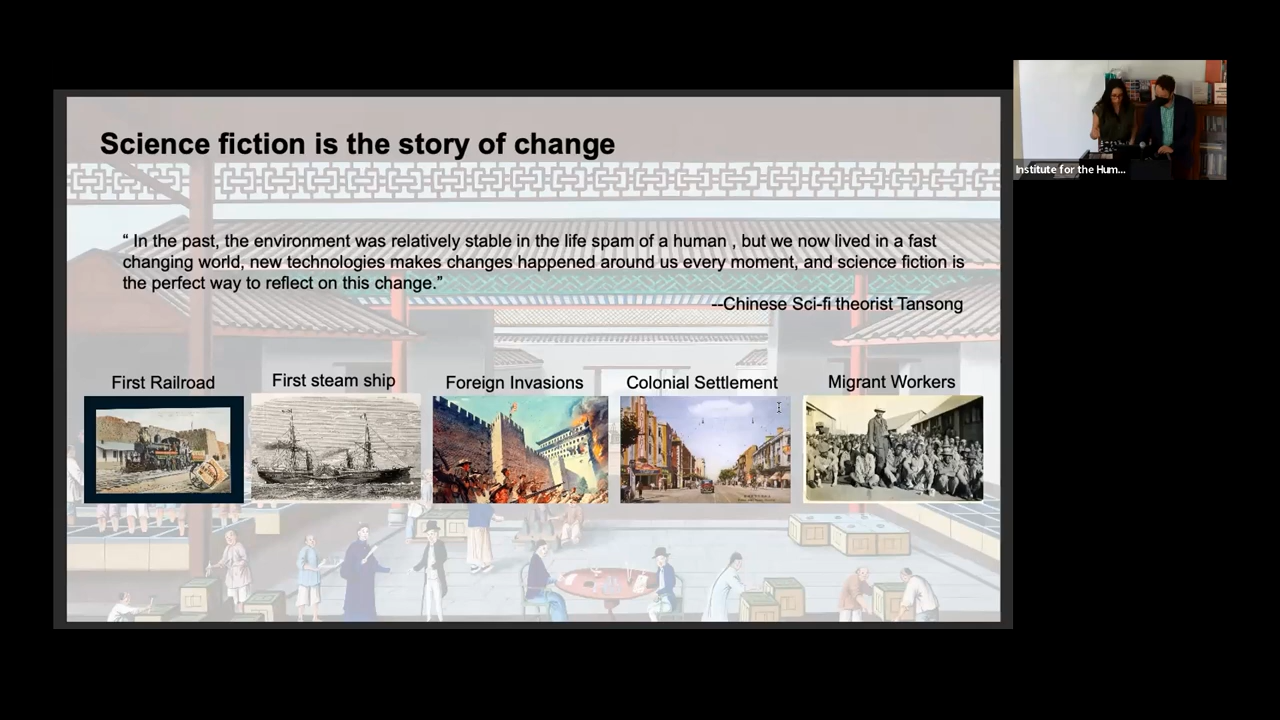 Science fiction is the story of change
“ In the past, the environment was relatively stable in the life spam of a human , but we now lived in a fast
changing world, new technologies makes changes happened around us every moment, and science fiction is
the perfect way to reflect on this change.”
--Chinese Sci-fi theorist Tansong
First Railroad
First steam ship
Foreign Invasions
Colonial Settlement
Migrant Workers
Institute for the Hum...